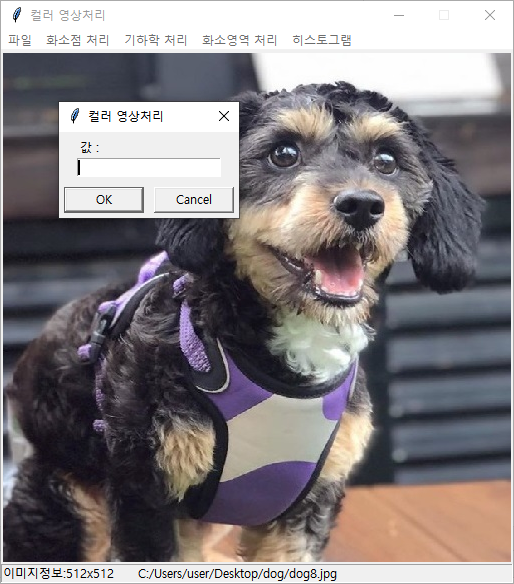 컬러 영상처리
파일 화소점 처리 기하학 처리 화소영역 처리 히스토그램
컬러 영상처리
값 :
OK Cancel
이미지정보:512x512 C:/Users/user/Desktop/dog/dog8.jpg